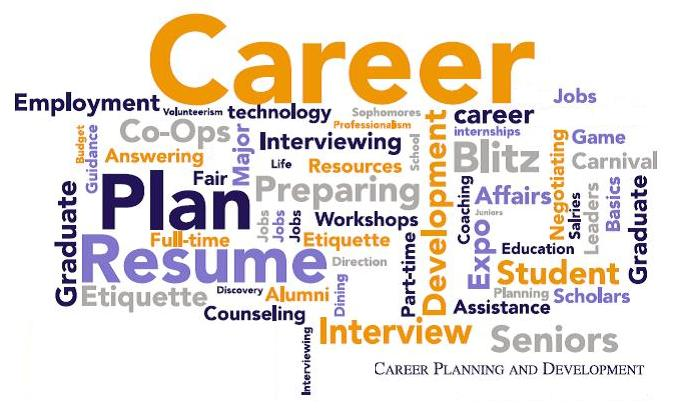 Career
Employment
Volunteerism
technology
Sophomores
career
Jobs
Budget
Guidance
Co-Ops
Major
Professionalism
Interviewing
School
Development
internships
Negotiating
Game
Answering
Life
Resources
Blitz
Carnival
Fair
Plan
Preparing
Coaching
Affairs
Juniors
Salries
Leaders
Basics
Graduate
Graduate
Jobs
Jobs
Jobs
Workshops
Full-time
Etiquette
Part-time
Expo
Education
Resume
Direction
Student
Etiquette
Discovery
Alumni
Dining
Planning
Scholars
Counseling
Assistance
Interviewing
Interview
Seniors
Career Planning and Development